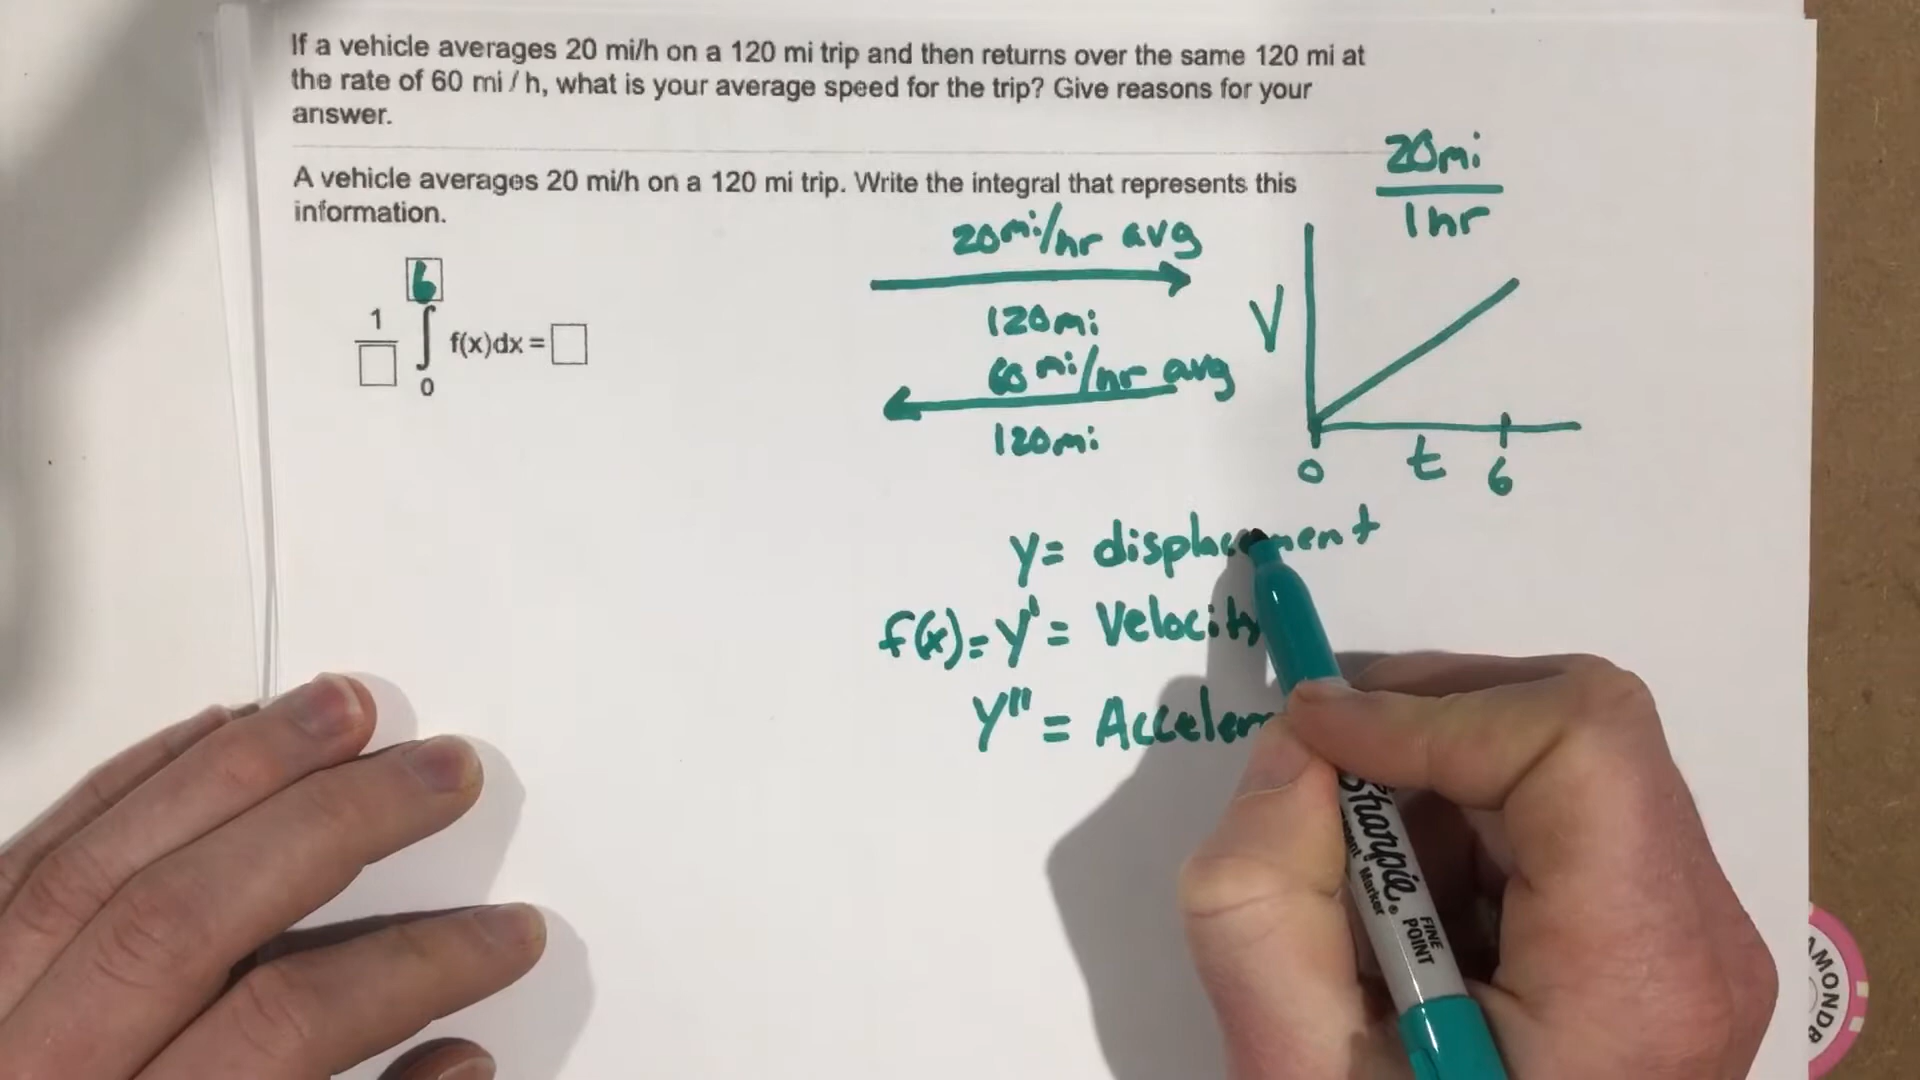 If a vehicle averages 20 mi/h on a 120 mi trip and then returns over the same 120 mi at
the rate of 60 mi / h, what is your average speed for the trip? Give reasons for your
answer.
A vehicle averages 20 mi/h on a 120 mi trip. Write the integral that represents this
information.
20mi
1hr
20mi/hr avg
120mi
60mi/hr avg
120mi
V
0 t 6
6
1
∫ f(x)dx =
0
y = displacement
f(x) = y' = Velocity
y'' = Acceler
Sharpie.
Marker
FINE
POINT